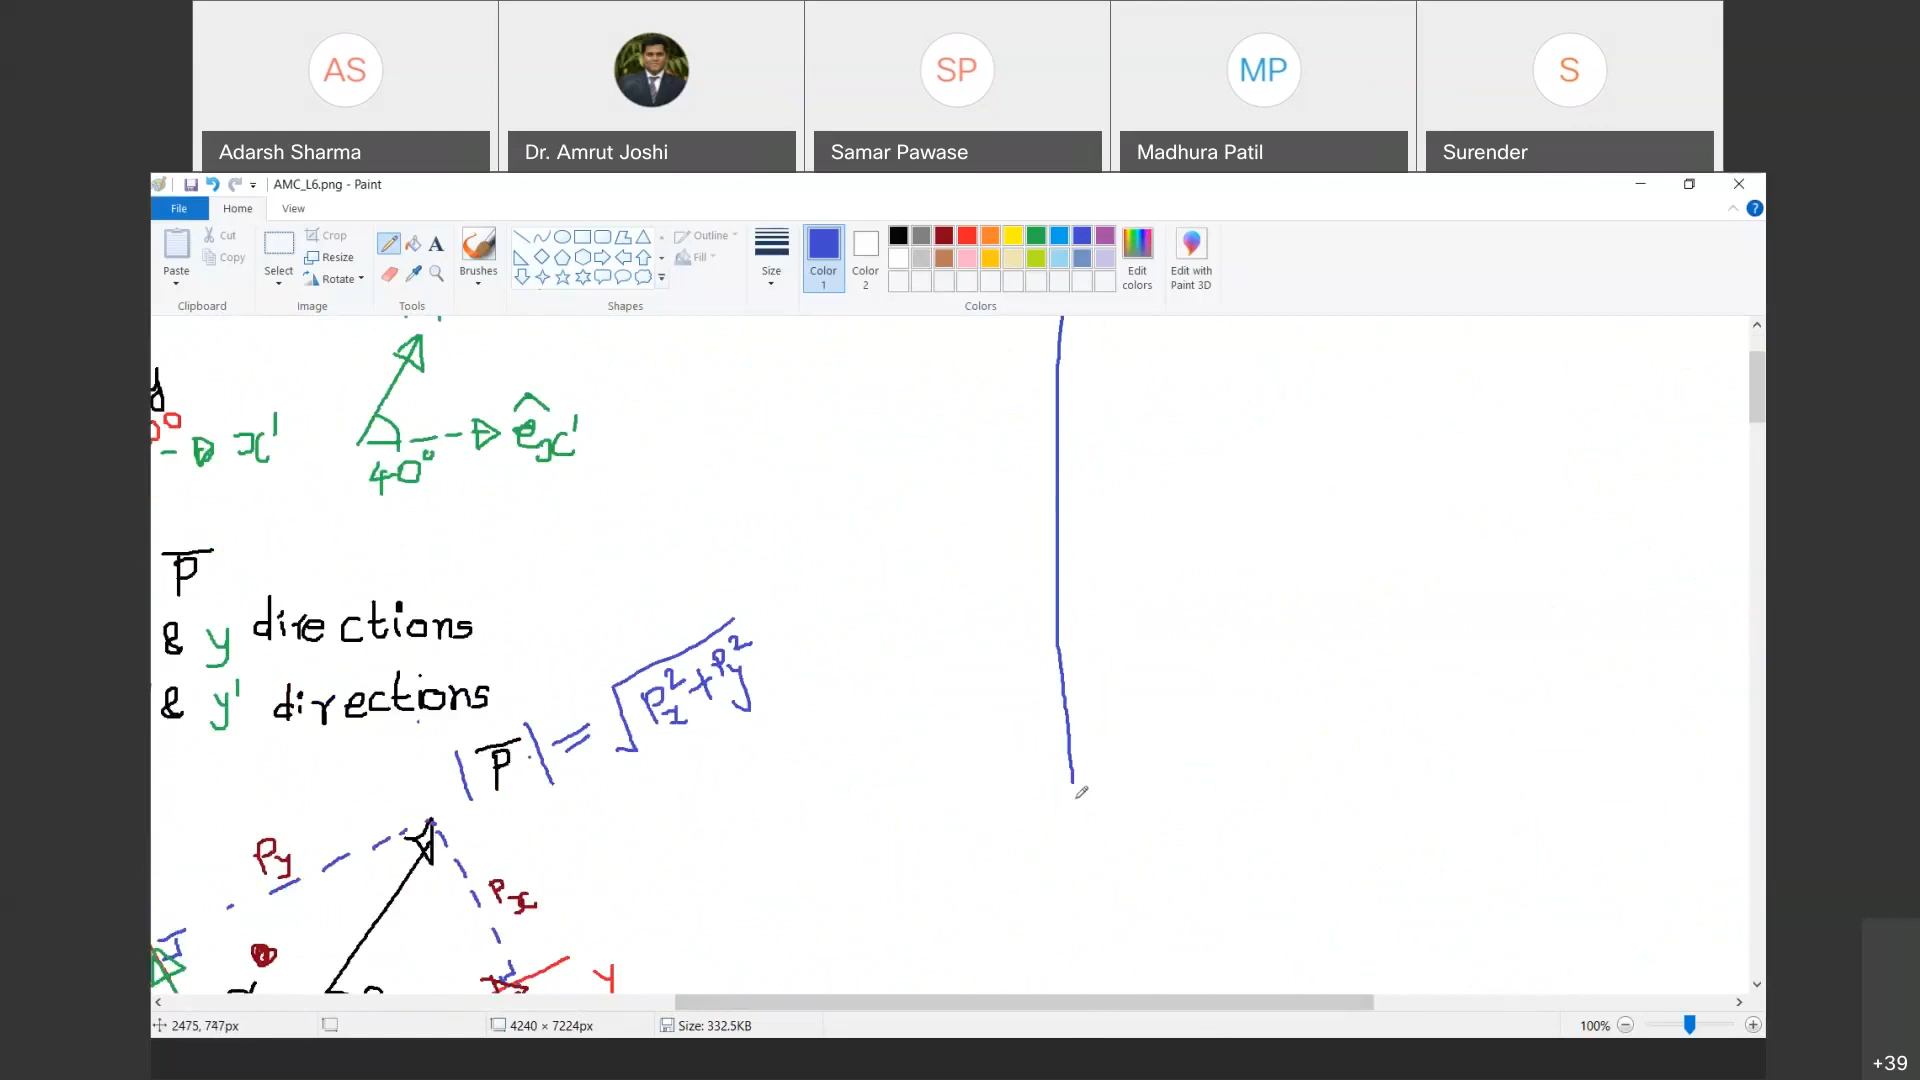 AS
SP
MP
S
Adarsh Sharma
Dr. Amrut Joshi
Samar Pawase
Madhura Patil
Surender
AMC_L6.png - Paint
File
Home
View
Cut
Copy
Paste
Clipboard
Select
Crop
Resize
Rotate
Image
A
Tools
Brushes
Shapes
Outline
Fill
Size
Color
1
Color
2
Colors
Edit
colors
Edit with
Paint 3D
?
x'
40°
êx'
P̅
& y directions
& y' directions
|P̅| = √Px²+Py²
Py
Px
Y
2475, 747px
4240 × 7224px
Size: 332.5KB
100%
+39